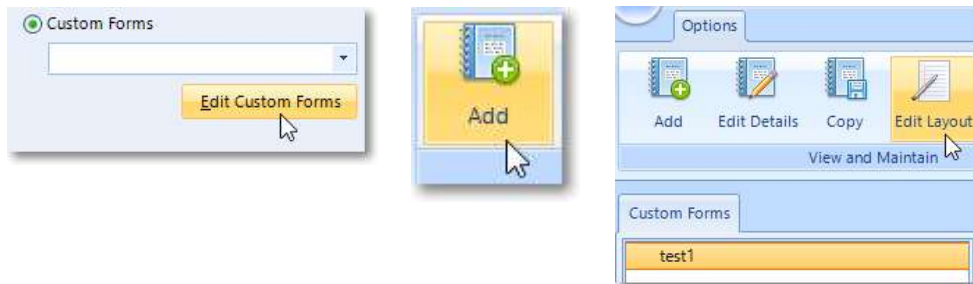 Custom Forms
Edit Custom Forms
Add
Options
Add Edit Details Copy Edit Layout
View and Maintain
Custom Forms
test1